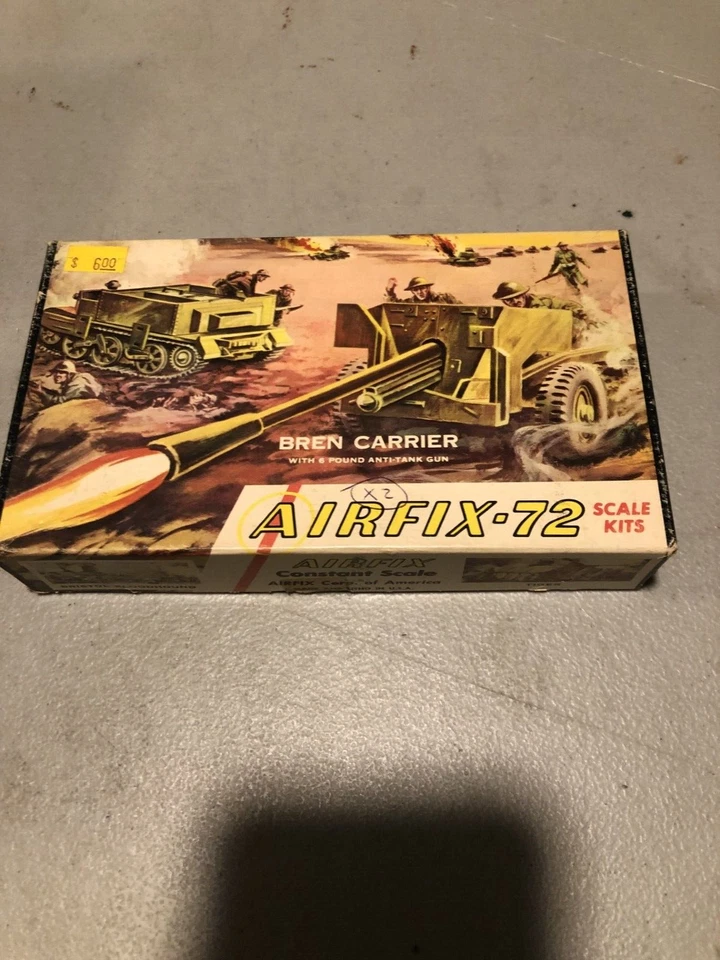 $ 6.00
BREN CARRIER
WITH 6 POUND ANTI-TANK GUN
X2
AIRFIX-72
SCALE
KITS
AIRFIX
Constant Scale
AIRFIX Corp. of America